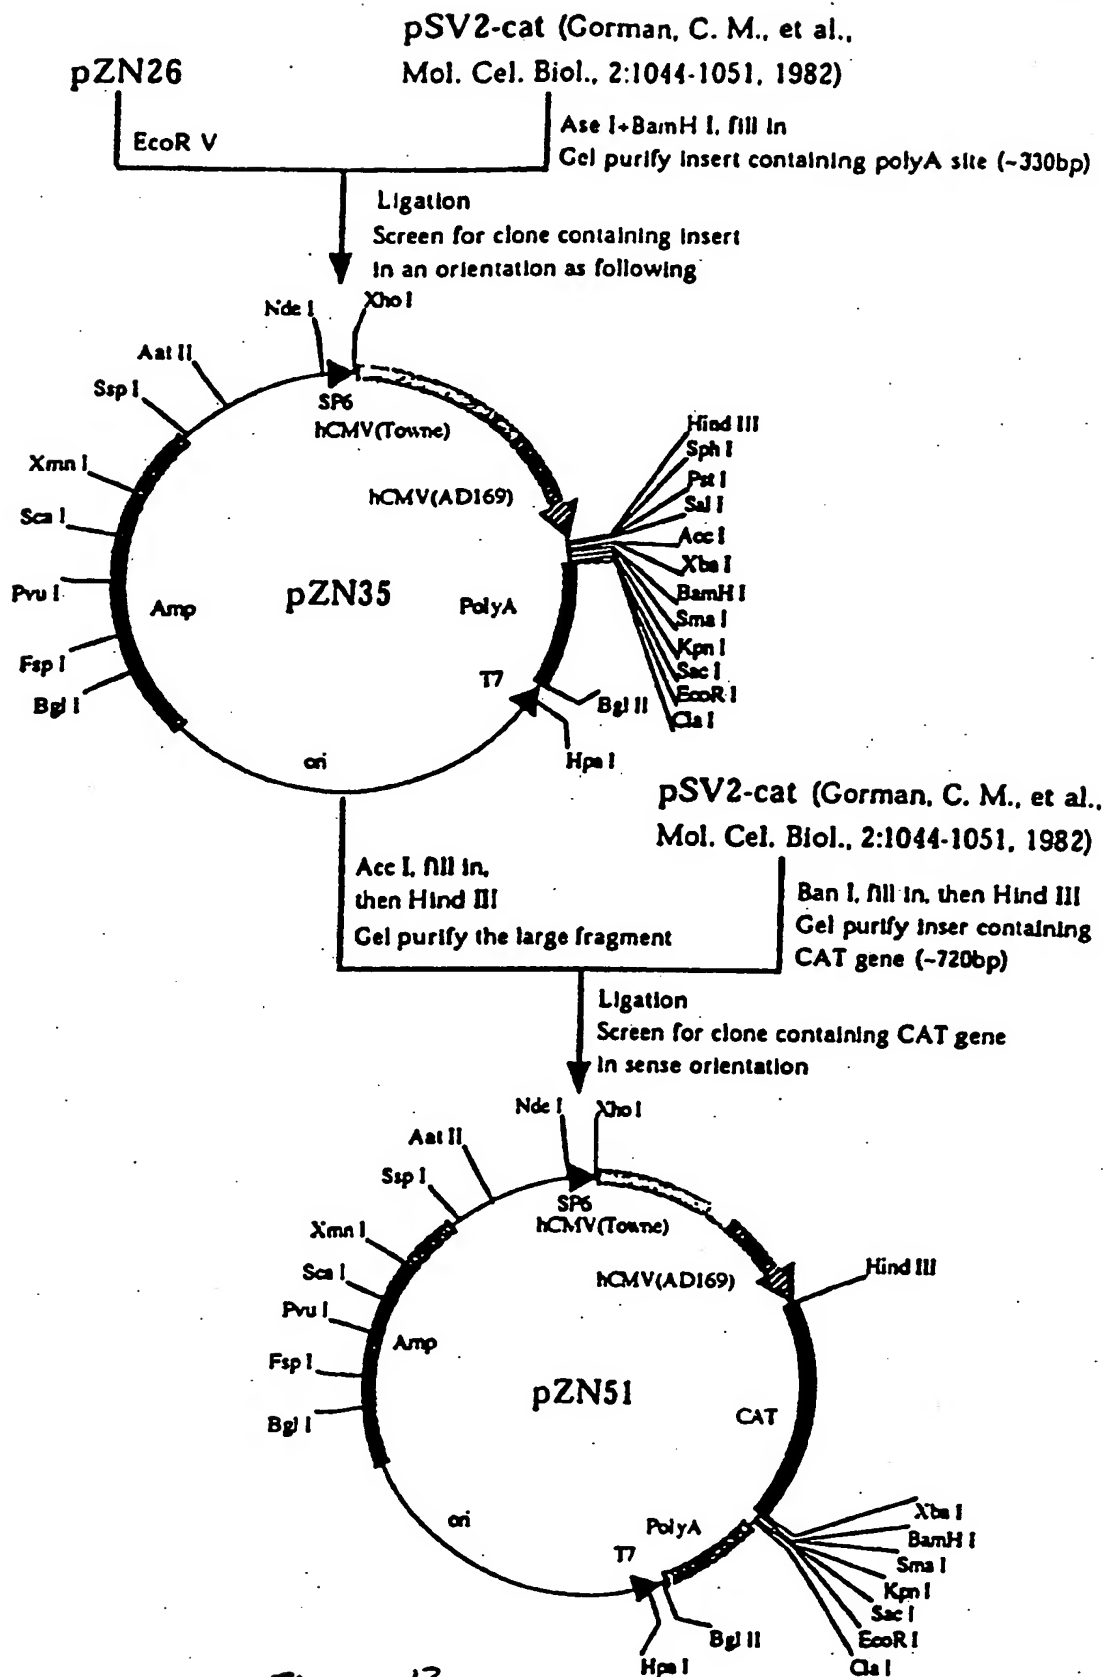 pSV2-cat (Gorman, C. M., et al.,
pZN26
Mol. Cel. Biol., 2:1044-1051, 1982)
EcoR V
Ase I+BamH I, fill in
Gel purify insert containing polyA site (~330bp)
Ligation
Screen for clone containing insert
in an orientation as following
Nde I
Xho I
Aat II
Ssp I
SP6
hCMV(Towne)
Xmn I
Sca I
Pvu I
Fsp I
Bgl I
Amp
pZN35
hCMV(AD169)
PolyA
Hind III
Sph I
Pst I
Sal I
Acc I
Xba I
BamH I
Sma I
Kpn I
Sac I
EcoR I
Cla I
T7
Bgl II
Hpa I
ori
pSV2-cat (Gorman, C. M., et al.,
Mol. Cel. Biol., 2:1044-1051, 1982)
Acc I, fill in,
then Hind III
Gel purify the large fragment
Ban I, fill in, then Hind III
Gel purify inser containing
CAT gene (~720bp)
Ligation
Screen for clone containing CAT gene
in sense orientation
Nde I
Xho I
Aat II
Ssp I
SP6
hCMV(Towne)
Xmn I
Sca I
Pvu I
Fsp I
Bgl I
Amp
hCMV(AD169)
Hind III
pZN51
CAT
ori
PolyA
T7
Xba I
BamH I
Sma I
Kpn I
Sac I
EcoR I
Cla I
Bgl II
Hpa I